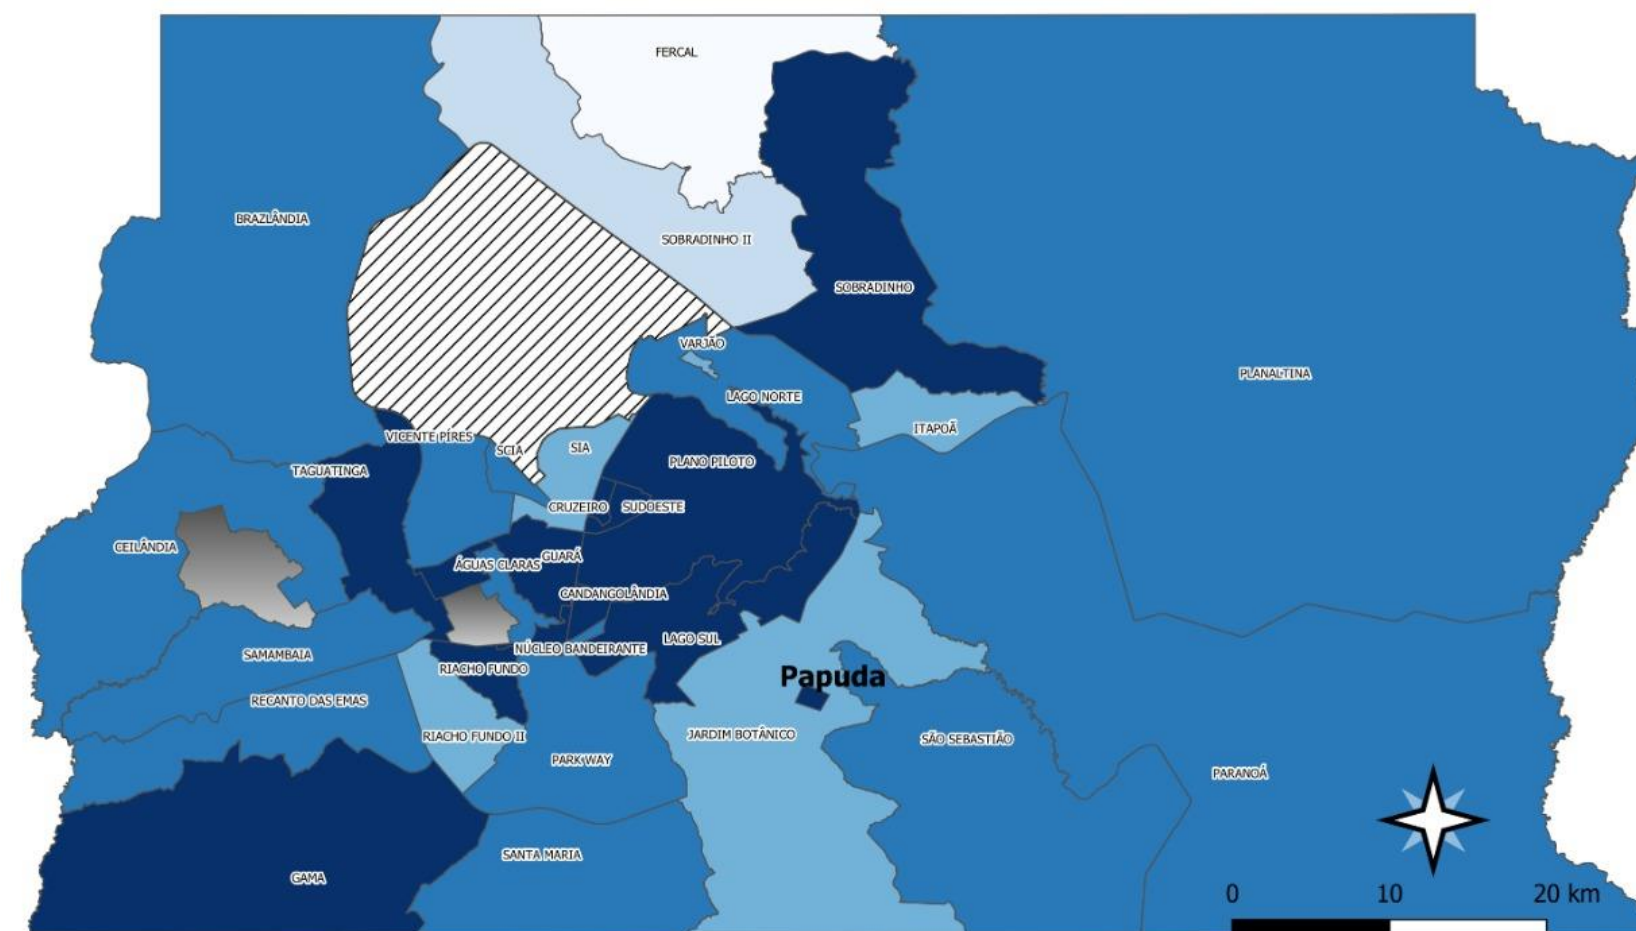 FERCAL
BRAZLÂNDIA
SOBRADINHO II
SOBRADINHO
VARJÃO
PLANALTINA
LAGO NORTE
ITAPOÃ
VICENTE PIRES
SCIA
SIA
PLANO PILOTO
TAGUATINGA
CRUZEIRO
SUDOESTE
CEILÂNDIA
ÁGUAS CLARAS
GUARÁ
CANDANGOLÂNDIA
LAGO SUL
NÚCLEO BANDEIRANTE
SAMAMBAIA
RIACHO FUNDO
Papuda
RECANTO DAS EMAS
RIACHO FUNDO II
JARDIM BOTÂNICO
SÃO SEBASTIÃO
PARK WAY
PARANOÁ
SANTA MARIA
GAMA
0 10 20 km